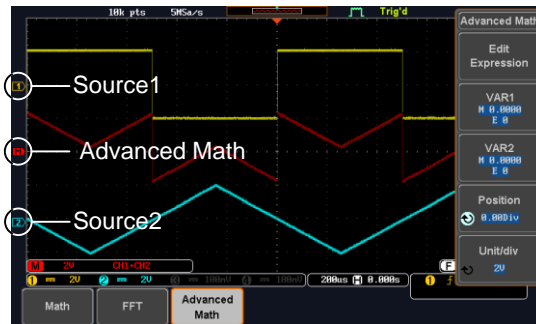 10k pts 5MSa/s Trig'd
Advanced Math
Edit
Expression
VAR1
M 0.0000
E 0
VAR2
M 0.0000
E 0
Position
0.00Div
Unit/div
2V
1 Source1
M Advanced Math
2 Source2
M 2V CH1+CH2
1 2V 2 2V 3 100mV 4 100mV 200us H 0.000s 1
F
Math
FFT
Advanced
Math